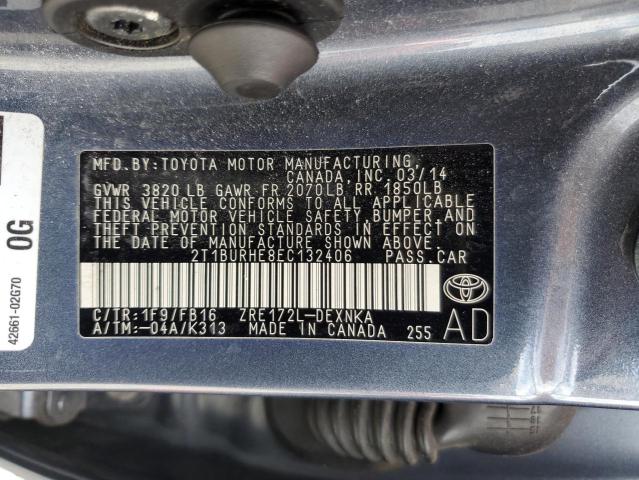 MFD.BY:TOYOTA MOTOR MANUFACTURING,
CANADA,INC.03/14
GVWR 3820 LB GAWR FR 2070LB RR 1850LB
THIS VEHICLE CONFORMS TO ALL APPLICABLE
FEDERAL MOTOR VEHICLE SAFETY,BUMPER,AND
THEFT PREVENTION STANDARDS IN EFFECT ON
THE DATE OF MANUFACTURE SHOWN ABOVE.
2T1BURHE8EC132406 PASS.CAR
C/TR:1F9/FB16 ZRE172L-DEXNKA
A/TM:-04A/K313 MADE IN CANADA 255 AD
42661-02G70
0G